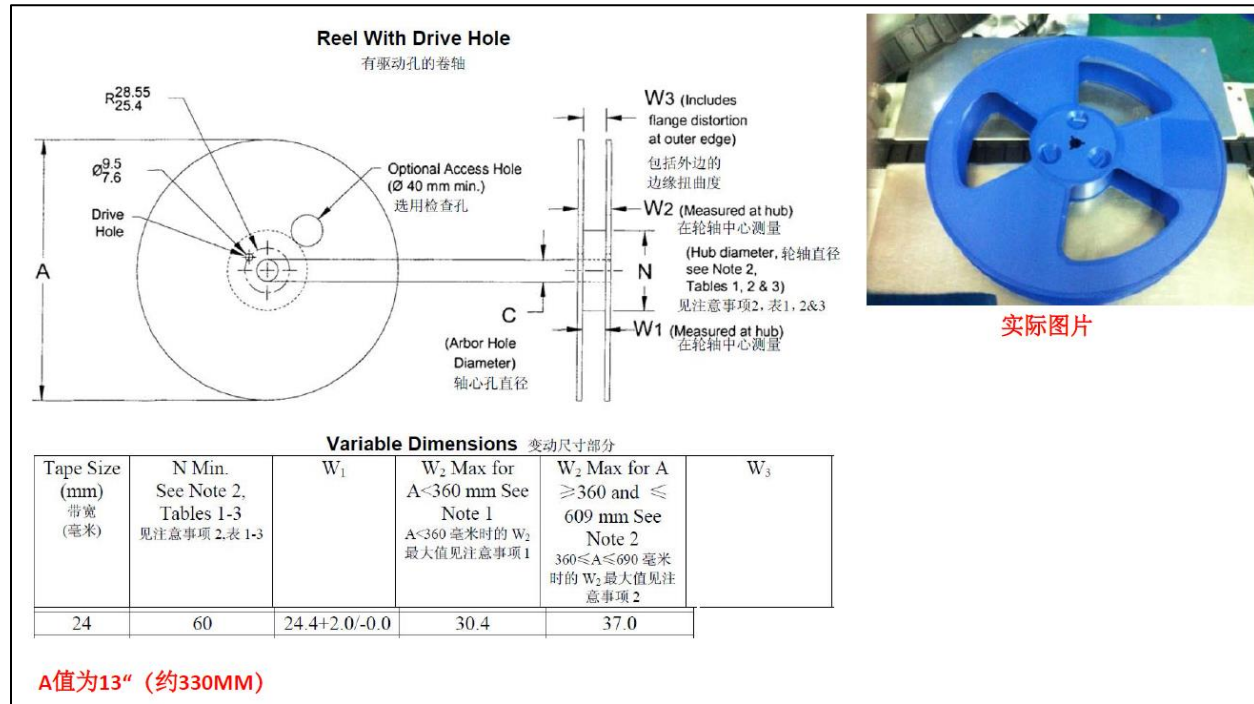 Reel With Drive Hole
有驱动孔的卷轴
R28.55
25.4
Ø9.5
7.6
Drive
Hole
A
Optional Access Hole
(Ø 40 mm min.)
选用检查孔
C
(Arbor Hole
Diameter)
轴心孔直径
W3 (Includes
flange distortion
at outer edge)
包括外边的
边缘扭曲度
W2 (Measured at hub)
在轮轴中心测量
N
(Hub diameter, 轮轴直径
see Note 2,
Tables 1, 2 & 3)
见注意事项2，表1，2&3
W1 (Measured at hub)
在轮轴中心测量
实际图片
Variable Dimensions 变动尺寸部分
Tape Size
(mm)
带宽
(毫米)
N Min.
See Note 2,
Tables 1-3
见注意事项 2,表 1-3
W1
W2 Max for
A<360 mm See
Note 1
A<360 毫米时的 W2
最大值见注意事项1
W2 Max for A
≥360 and ≤
609 mm See
Note 2
360≤A≤690 毫米
时的 W2 最大值见注
意事项 2
W3
24 60 24.4+2.0/-0.0 30.4 37.0
A值为13“（约330MM）